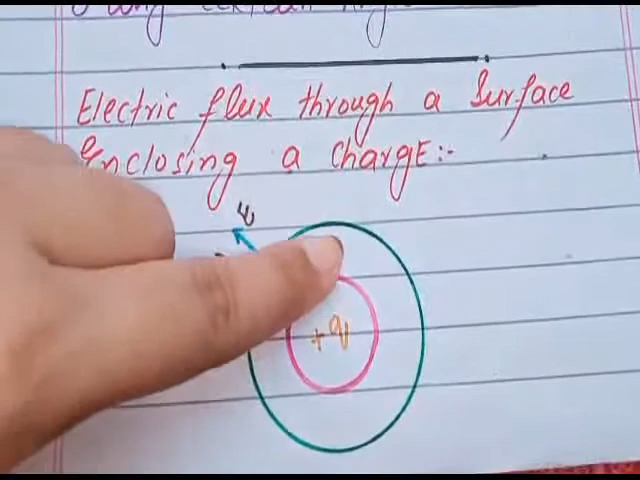 Electric flux through a Surface
Enclosing a ChargE:-
E
+q